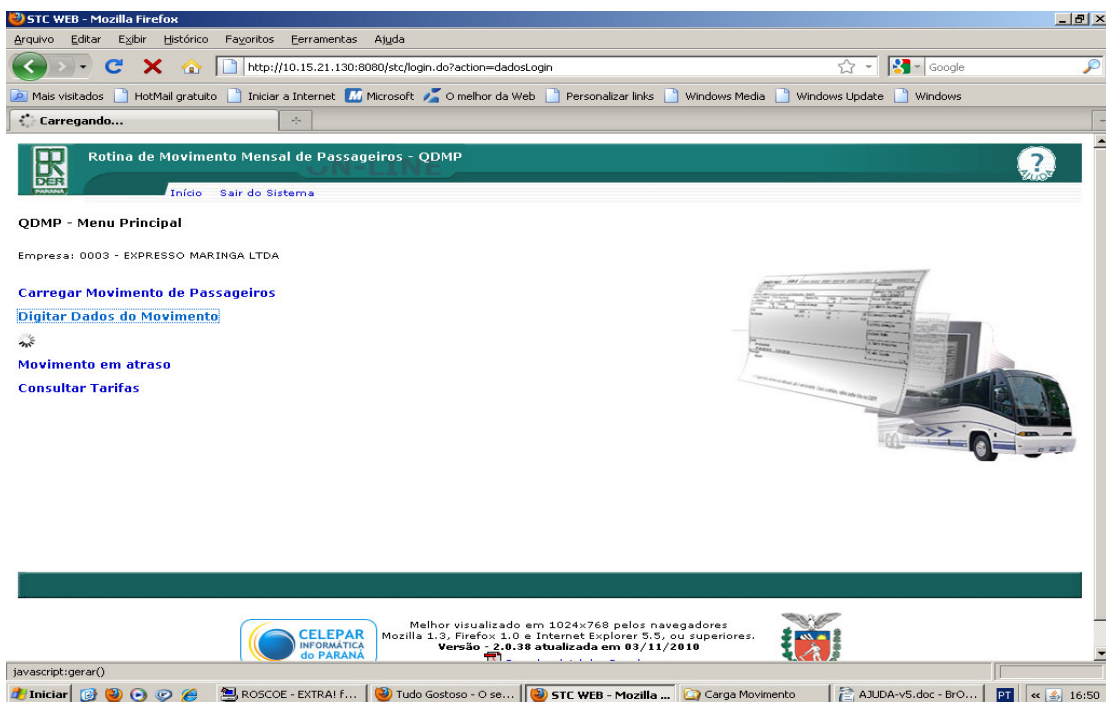 STC WEB - Mozilla Firefox
Arquivo Editar Exibir Histórico Favoritos Ferramentas Ajuda
http://10.15.21.130:8080/stc/login.do?action=dadosLogin Google
Mais visitados HotMail gratuito Iniciar a Internet Microsoft O melhor da Web Personalizar links Windows Media Windows Update Windows
Carregando...
Rotina de Movimento Mensal de Passageiros - QDMP
ON-LINE
DER
PARANÁ
Início Sair do Sistema
QDMP - Menu Principal
Empresa: 0003 - EXPRESSO MARINGA LTDA
Carregar Movimento de Passageiros
Digitar Dados do Movimento
Movimento em atraso
Consultar Tarifas
CELEPAR
INFORMÁTICA
do PARANÁ
Melhor visualizado em 1024x768 pelos navegadores
Mozilla 1.3, Firefox 1.0 e Internet Explorer 5.5, ou superiores.
Versão - 2.0.38 atualizada em 03/11/2010
javascript:gerar()
Iniciar ROSCOE - EXTRA! f... Tudo Gostoso - O se... STC WEB - Mozilla ... Carga Movimento AJUDA-v5.doc - BrO... PT « 16:50